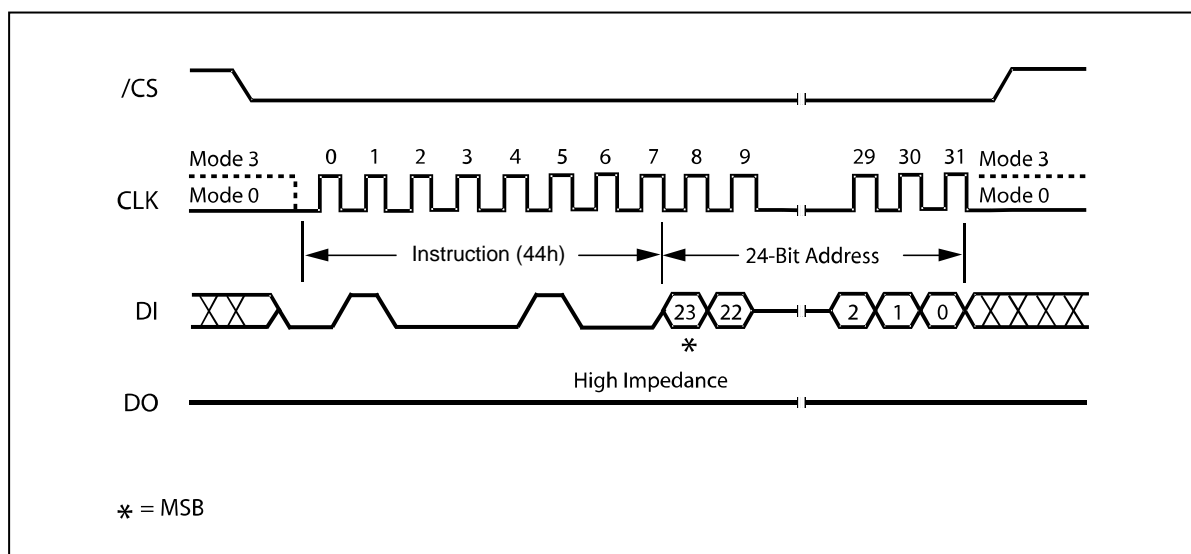 /CS
Mode 3
0 1 2 3 4 5 6 7 8 9 29 30 31
Mode 3
CLK
Mode 0
Mode 0
Instruction (44h)
24-Bit Address
DI
23 22 2 1 0
*
High Impedance
DO
* = MSB